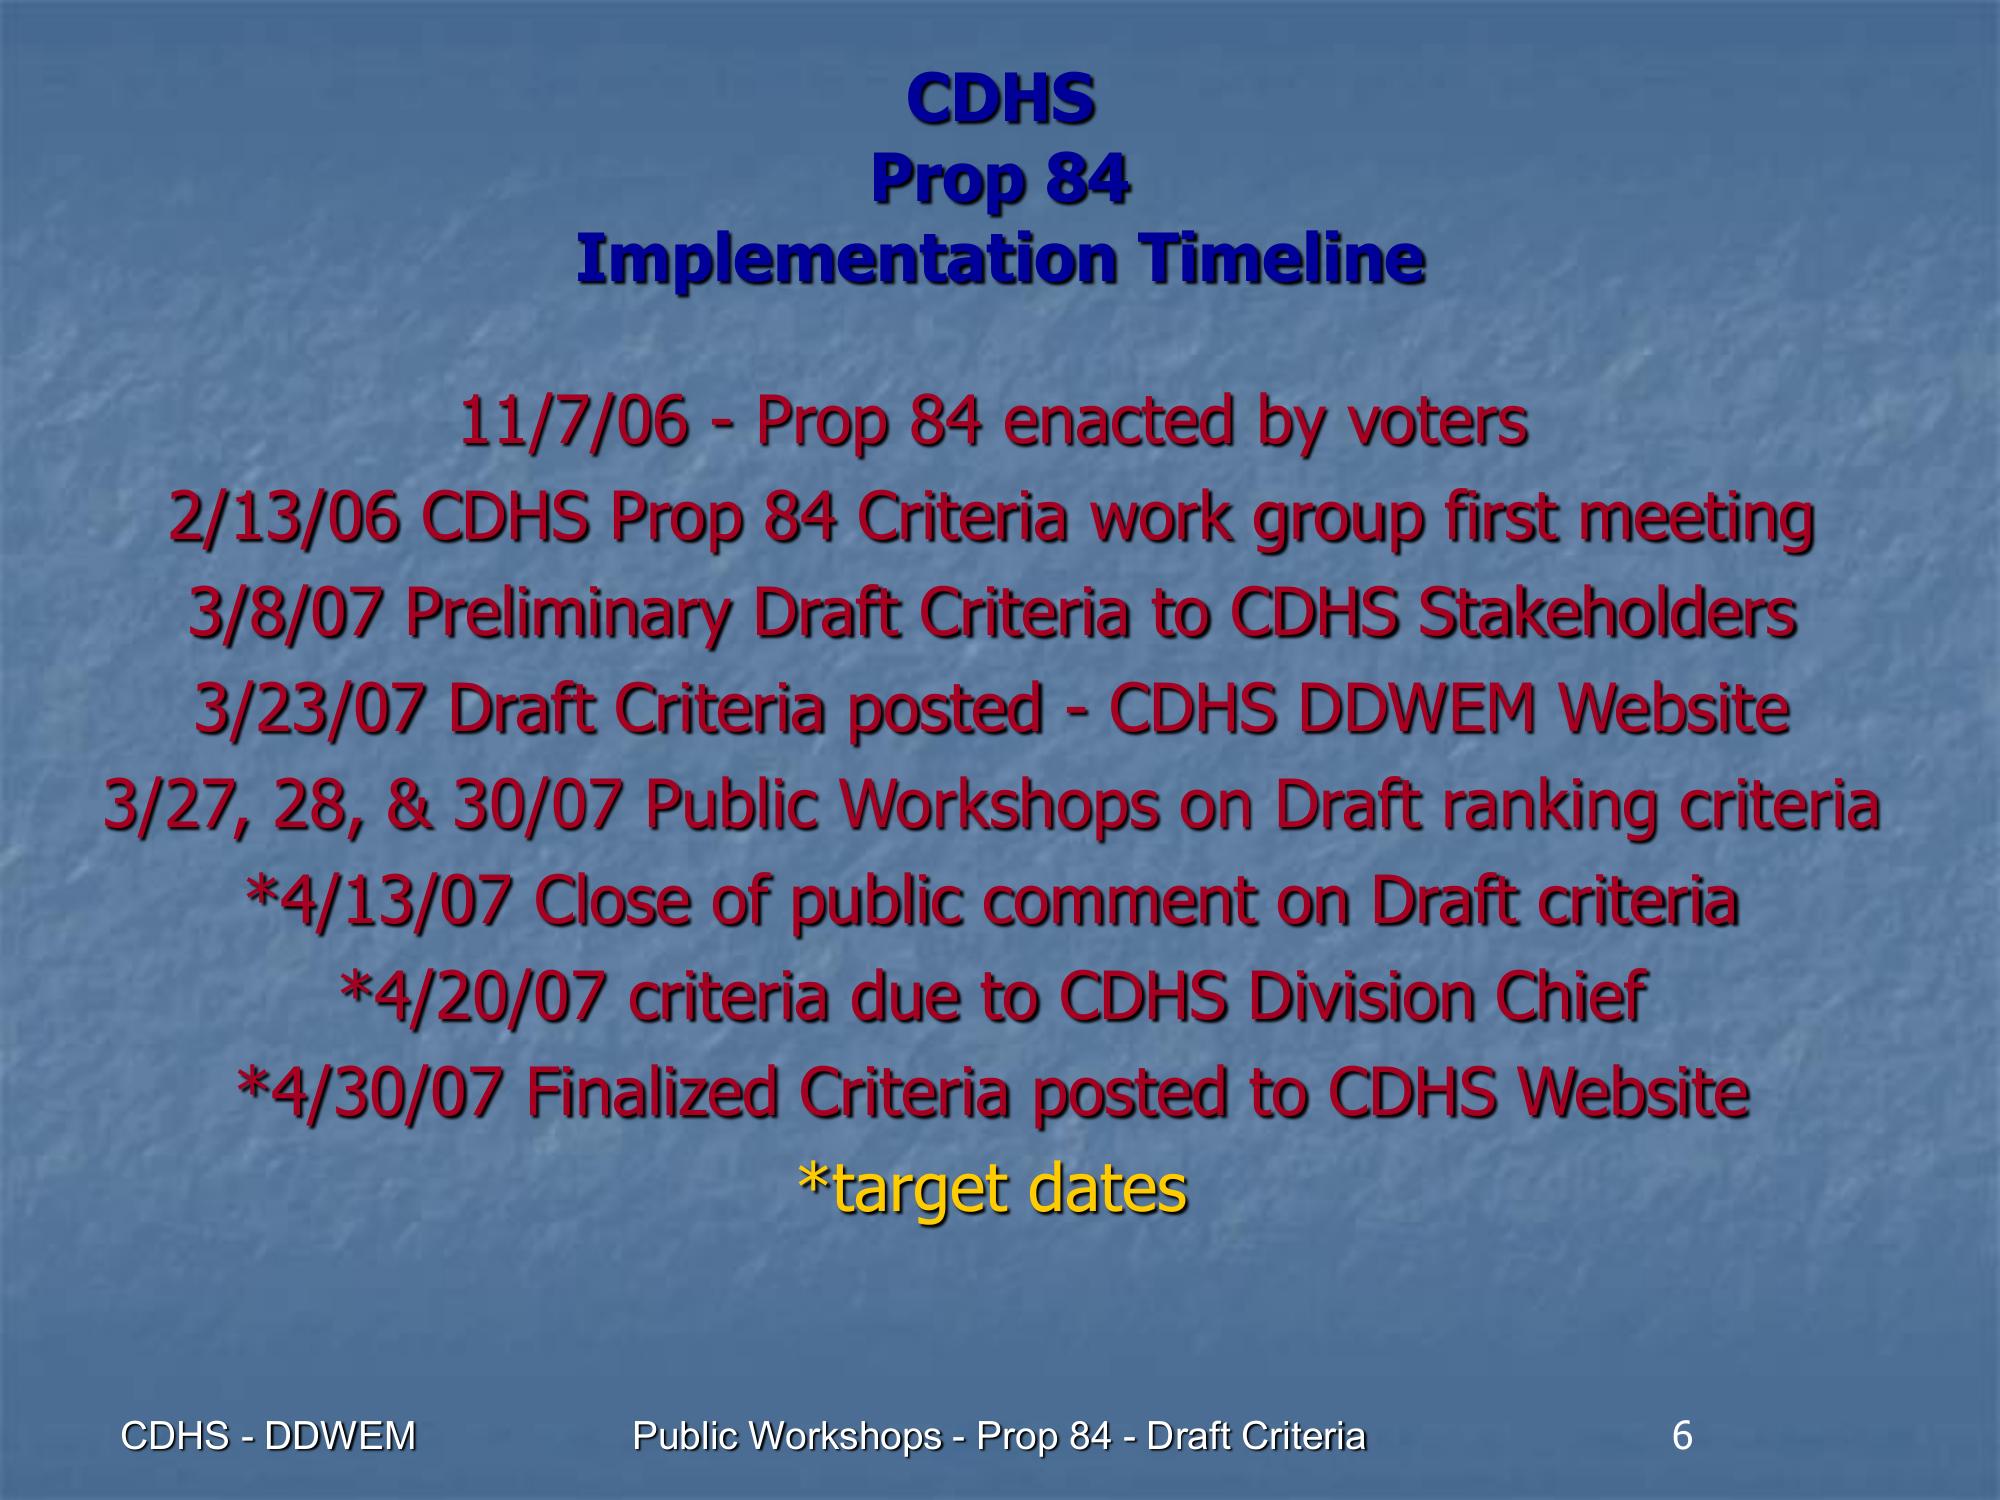 CDHS
Prop 84
Implementation Timeline
11/7/06 - Prop 84 enacted by voters
2/13/06 CDHS Prop 84 Criteria work group first meeting
3/8/07 Preliminary Draft Criteria to CDHS Stakeholders
3/23/07 Draft Criteria posted - CDHS DDWEM Website
3/27, 28, & 30/07 Public Workshops on Draft ranking criteria
*4/13/07 Close of public comment on Draft criteria
*4/20/07 criteria due to CDHS Division Chief
*4/30/07 Finalized Criteria posted to CDHS Website
*target dates
CDHS - DDWEM Public Workshops - Prop 84 - Draft Criteria 6